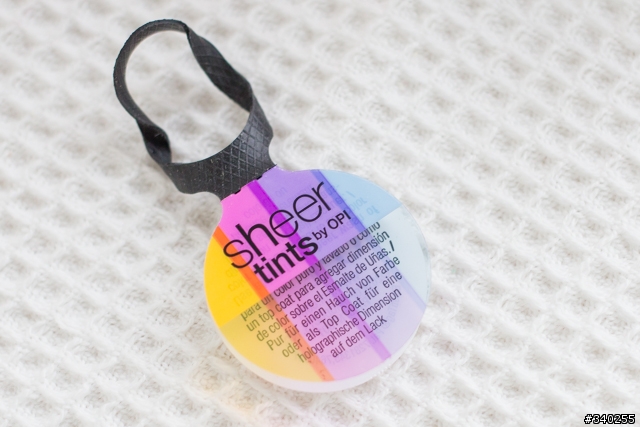 sheer
tints by OPI
para un color puro y lavado o como
un top coat para agregar dimensión
de color sobre el Esmalte de Uñas. /
Pur für einen Hauch von Farbe
oder als Top Coat für eine
holographische Dimension
auf dem Lack
#340255